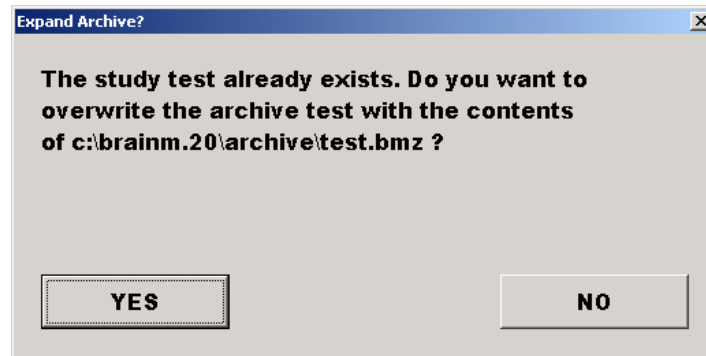 Expand Archive?
The study test already exists. Do you want to
overwrite the archive test with the contents
of c:\brainm.20\archive\test.bmz ?
YES
NO